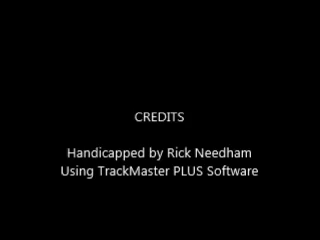 CREDITS
Handicapped by Rick Needham
Using TrackMaster PLUS Software